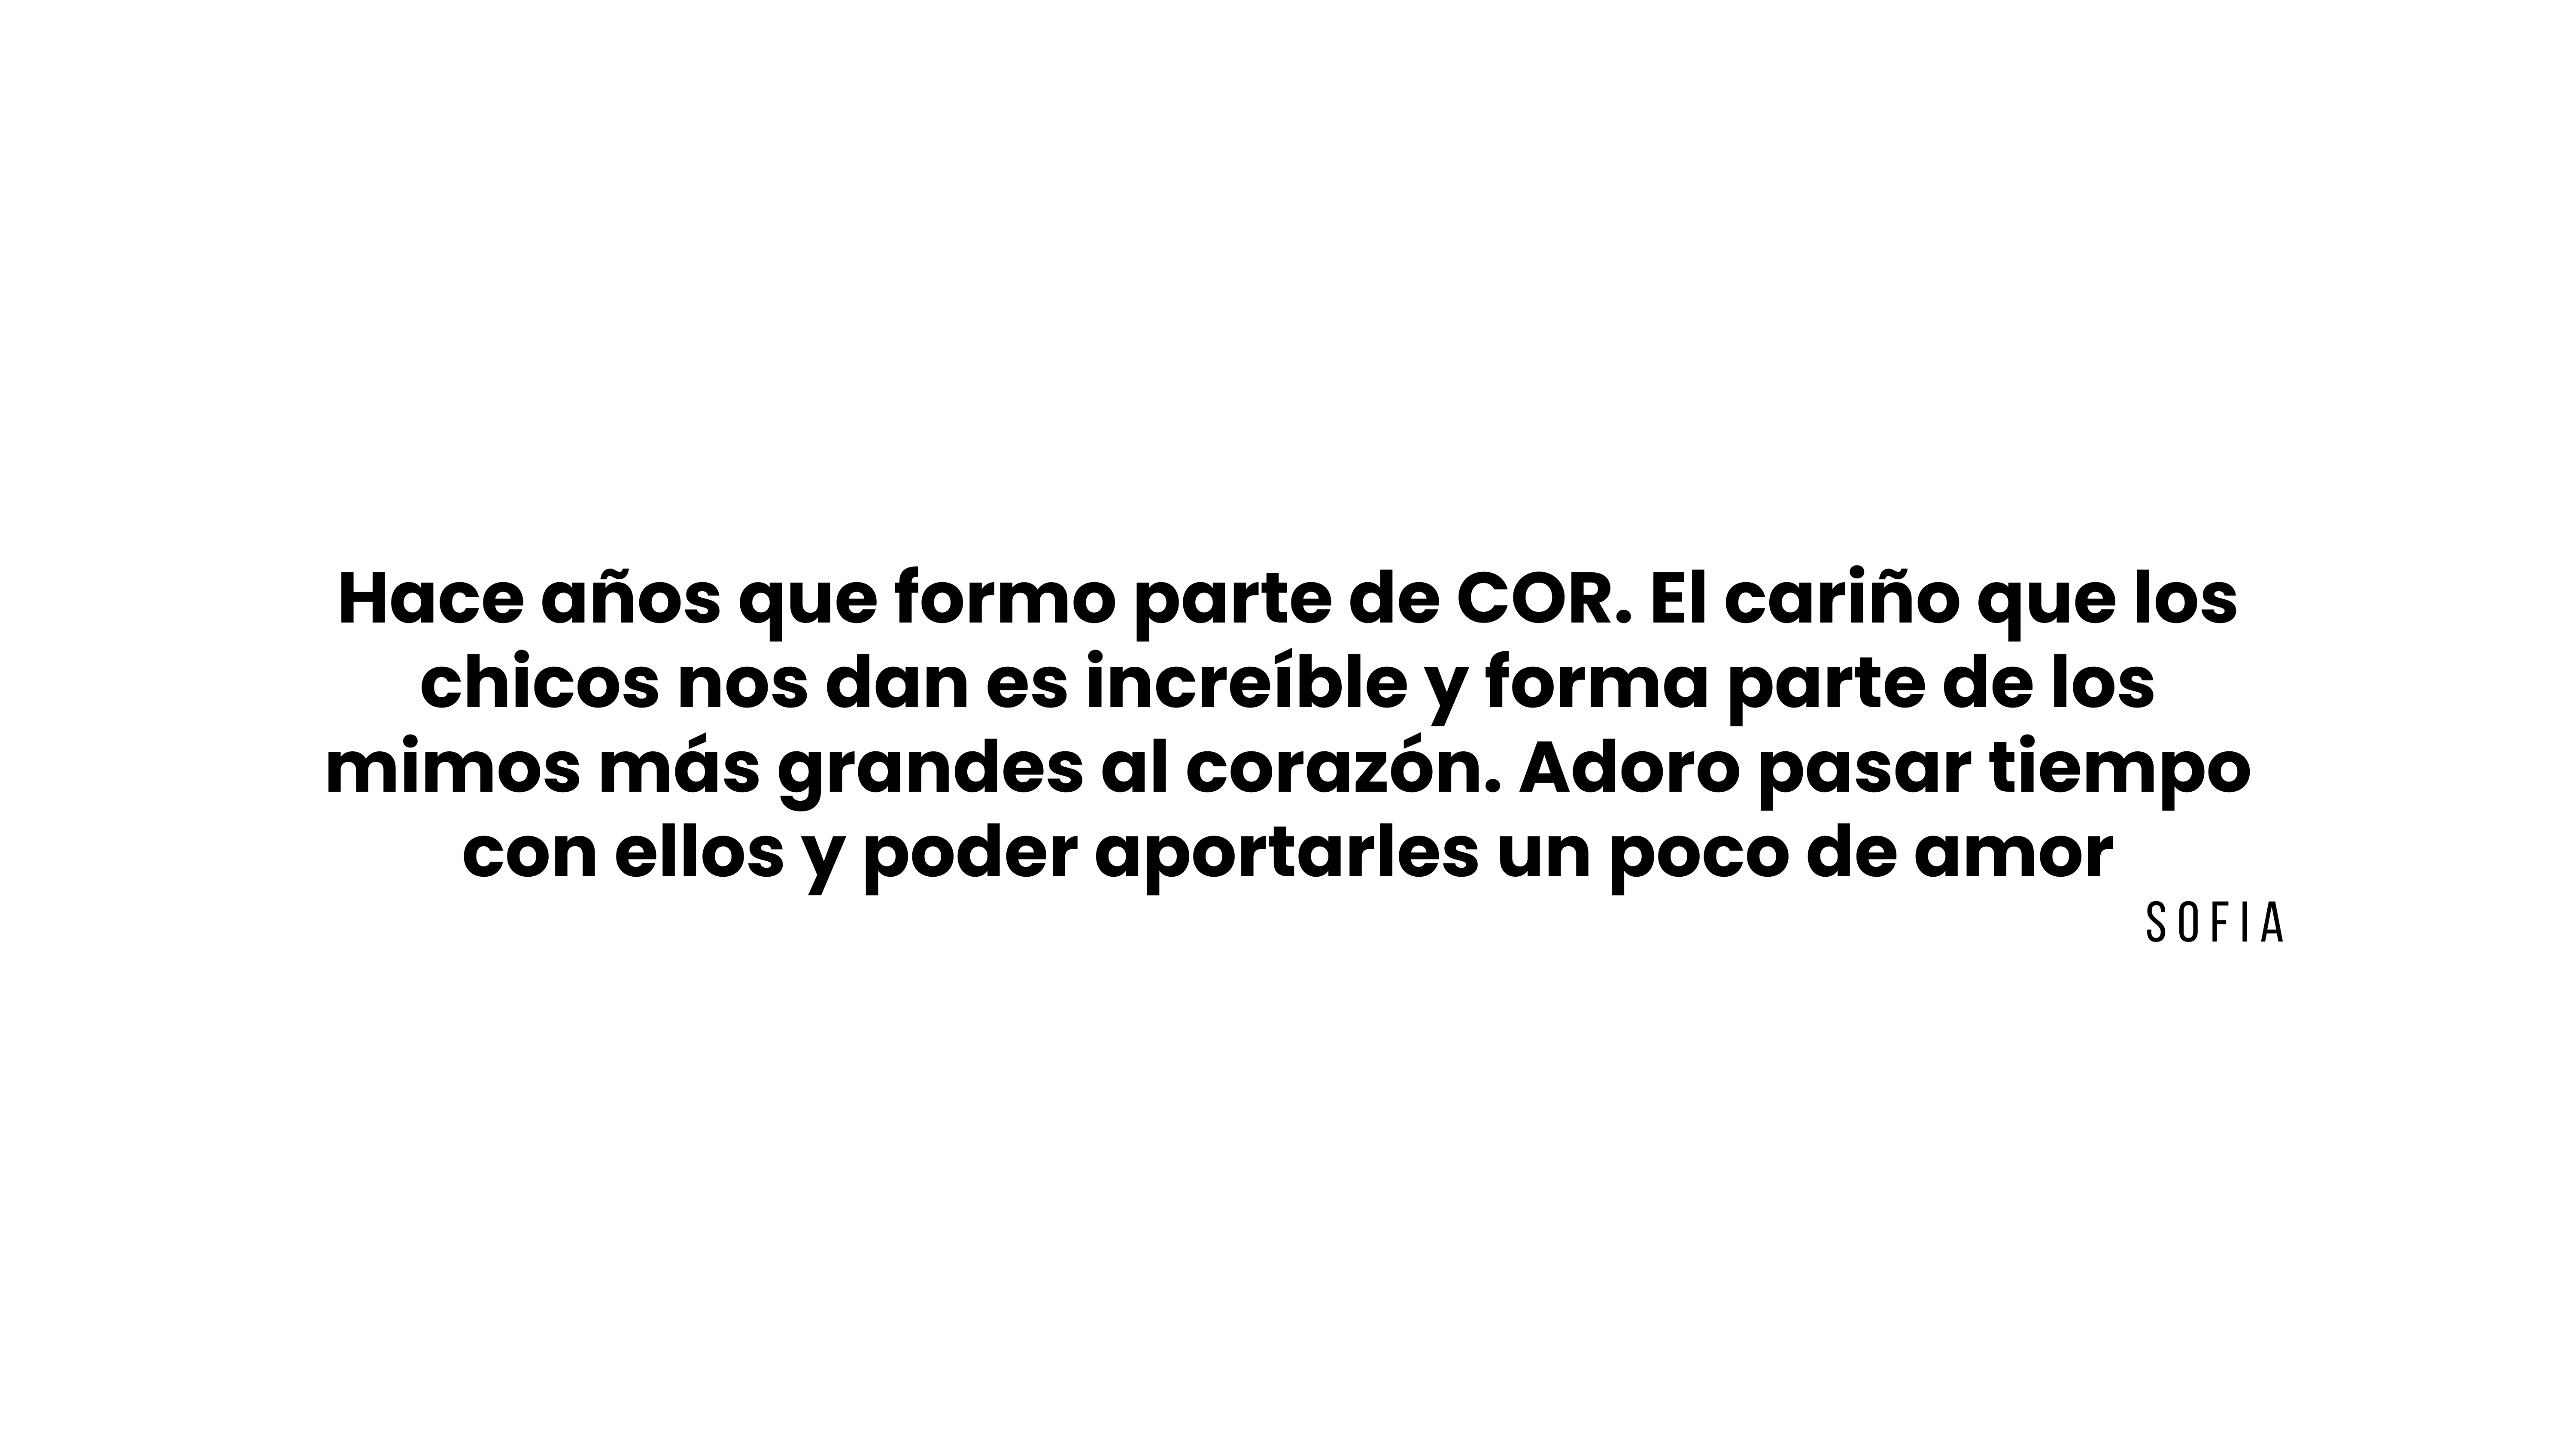 Hace años que formo parte de COR. El cariño que los
chicos nos dan es increíble y forma parte de los
mimos más grandes al corazón. Adoro pasar tiempo
con ellos y poder aportarles un poco de amor
SOFIA